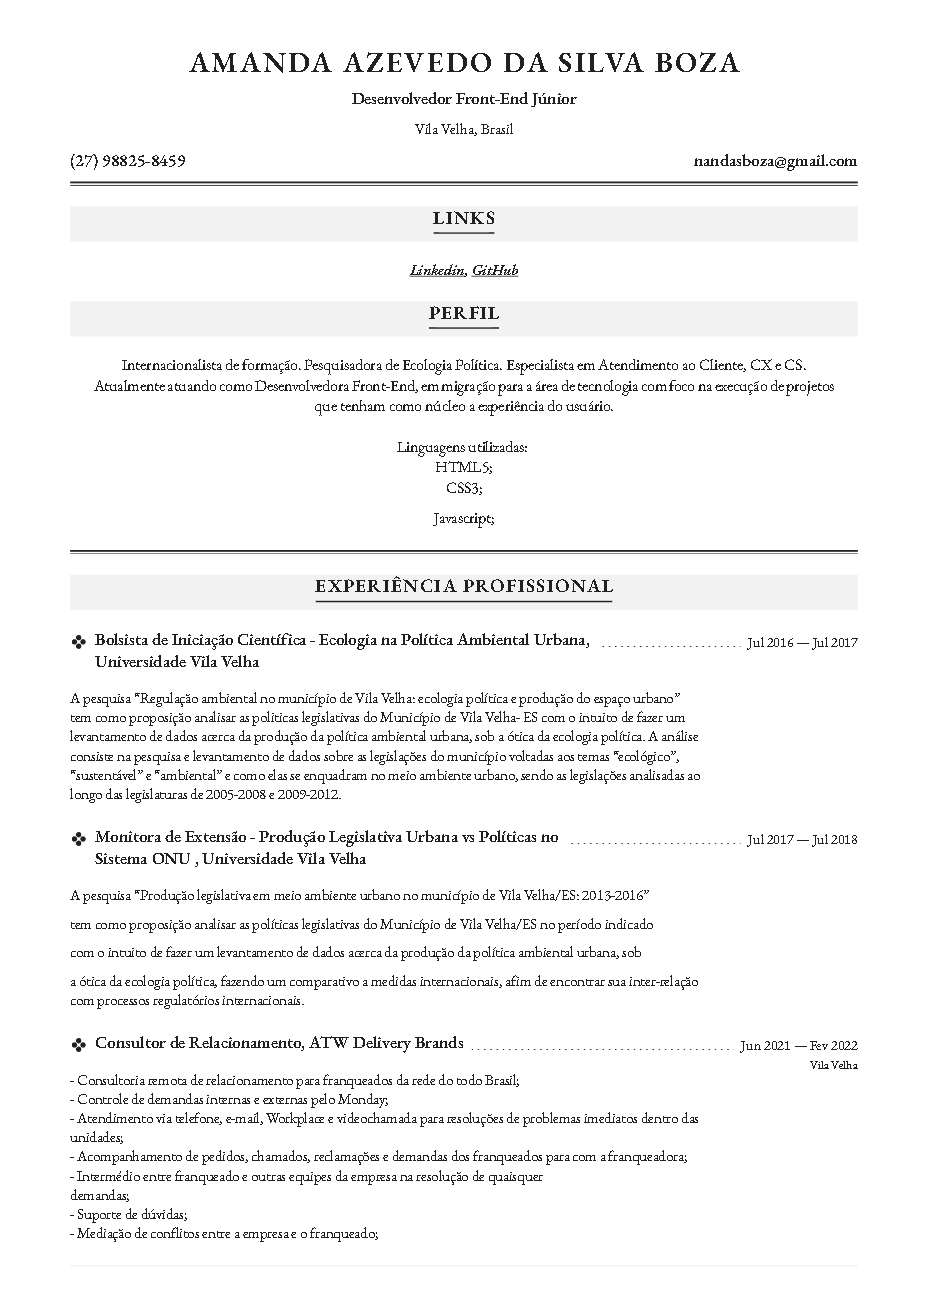 AMANDA AZEVEDO DA SILVA BOZA
Desenvolvedor Front-End Júnior
Vila Velha, Brasil
(27) 98825-8459 nandasboza@gmail.com
LINKS
Linkedin, GitHub
PERFIL
Internacionalista de formação. Pesquisadora de Ecologia Política. Especialista em Atendimento ao Cliente, CX e CS.
Atualmente atuando como Desenvolvedora Front-End, em migração para a área de tecnologia com foco na execução de projetos
que tenham como núcleo a experiência do usuário.
Linguagens utilizadas:
HTML5;
CSS3;
Javascript;
EXPERIÊNCIA PROFISSIONAL
Bolsista de Iniciação Científica - Ecologia na Política Ambiental Urbana, Jul 2016 — Jul 2017
Universidade Vila Velha
A pesquisa "Regulação ambiental no município de Vila Velha: ecologia política e produção do espaço urbano"
tem como proposição analisar as politicas legislativas do Município de Vila Velha- ES com o intuito de fazer um
levantamento de dados acerca da produção da política ambiental urbana, sob a ótica da ecologia política. A análise
consiste na pesquisa e levantamento de dados sobre as legislações do município voltadas aos temas "ecológico",
"sustentável" e "ambiental" e como elas se enquadram no meio ambiente urbano, sendo as legislações analisadas ao
longo das legislaturas de 2005-2008 e 2009-2012.
Monitora de Extensão - Produção Legislativa Urbana vs Políticas no Jul 2017 — Jul 2018
Sistema ONU , Universidade Vila Velha
A pesquisa "Produção legislativa em meio ambiente urbano no município de Vila Velha/ES: 2013-2016"
tem como proposição analisar as políticas legislativas do Município de Vila Velha/ES no período indicado
com o intuito de fazer um levantamento de dados acerca da produção da política ambiental urbana, sob
a ótica da ecologia política, fazendo um comparativo a medidas internacionais, afim de encontrar sua inter-relação
com processos regulatórios internacionais.
Consultor de Relacionamento, ATW Delivery Brands Jun 2021 — Fev 2022
Vila Velha
- Consultoria remota de relacionamento para franqueados da rede do todo Brasil;
- Controle de demandas internas e externas pelo Monday;
- Atendimento via telefone, e-mail, Workplace e videochamada para resoluções de problemas imediatos dentro das
unidades;
- Acompanhamento de pedidos, chamados, reclamações e demandas dos franqueados para com a franqueadora;
- Intermédio entre franqueado e outras equipes da empresa na resolução de quaisquer
demandas;
- Suporte de dúvidas;
- Mediação de conflitos entre a empresa e o franqueado;